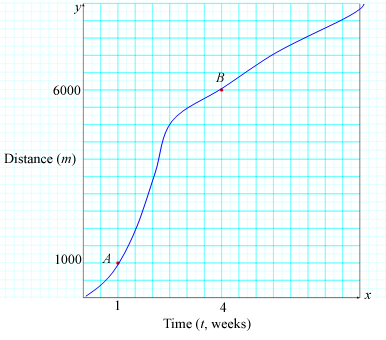 y
6000
B
Distance (m)
A
1000
x
1 4
Time (t, weeks)